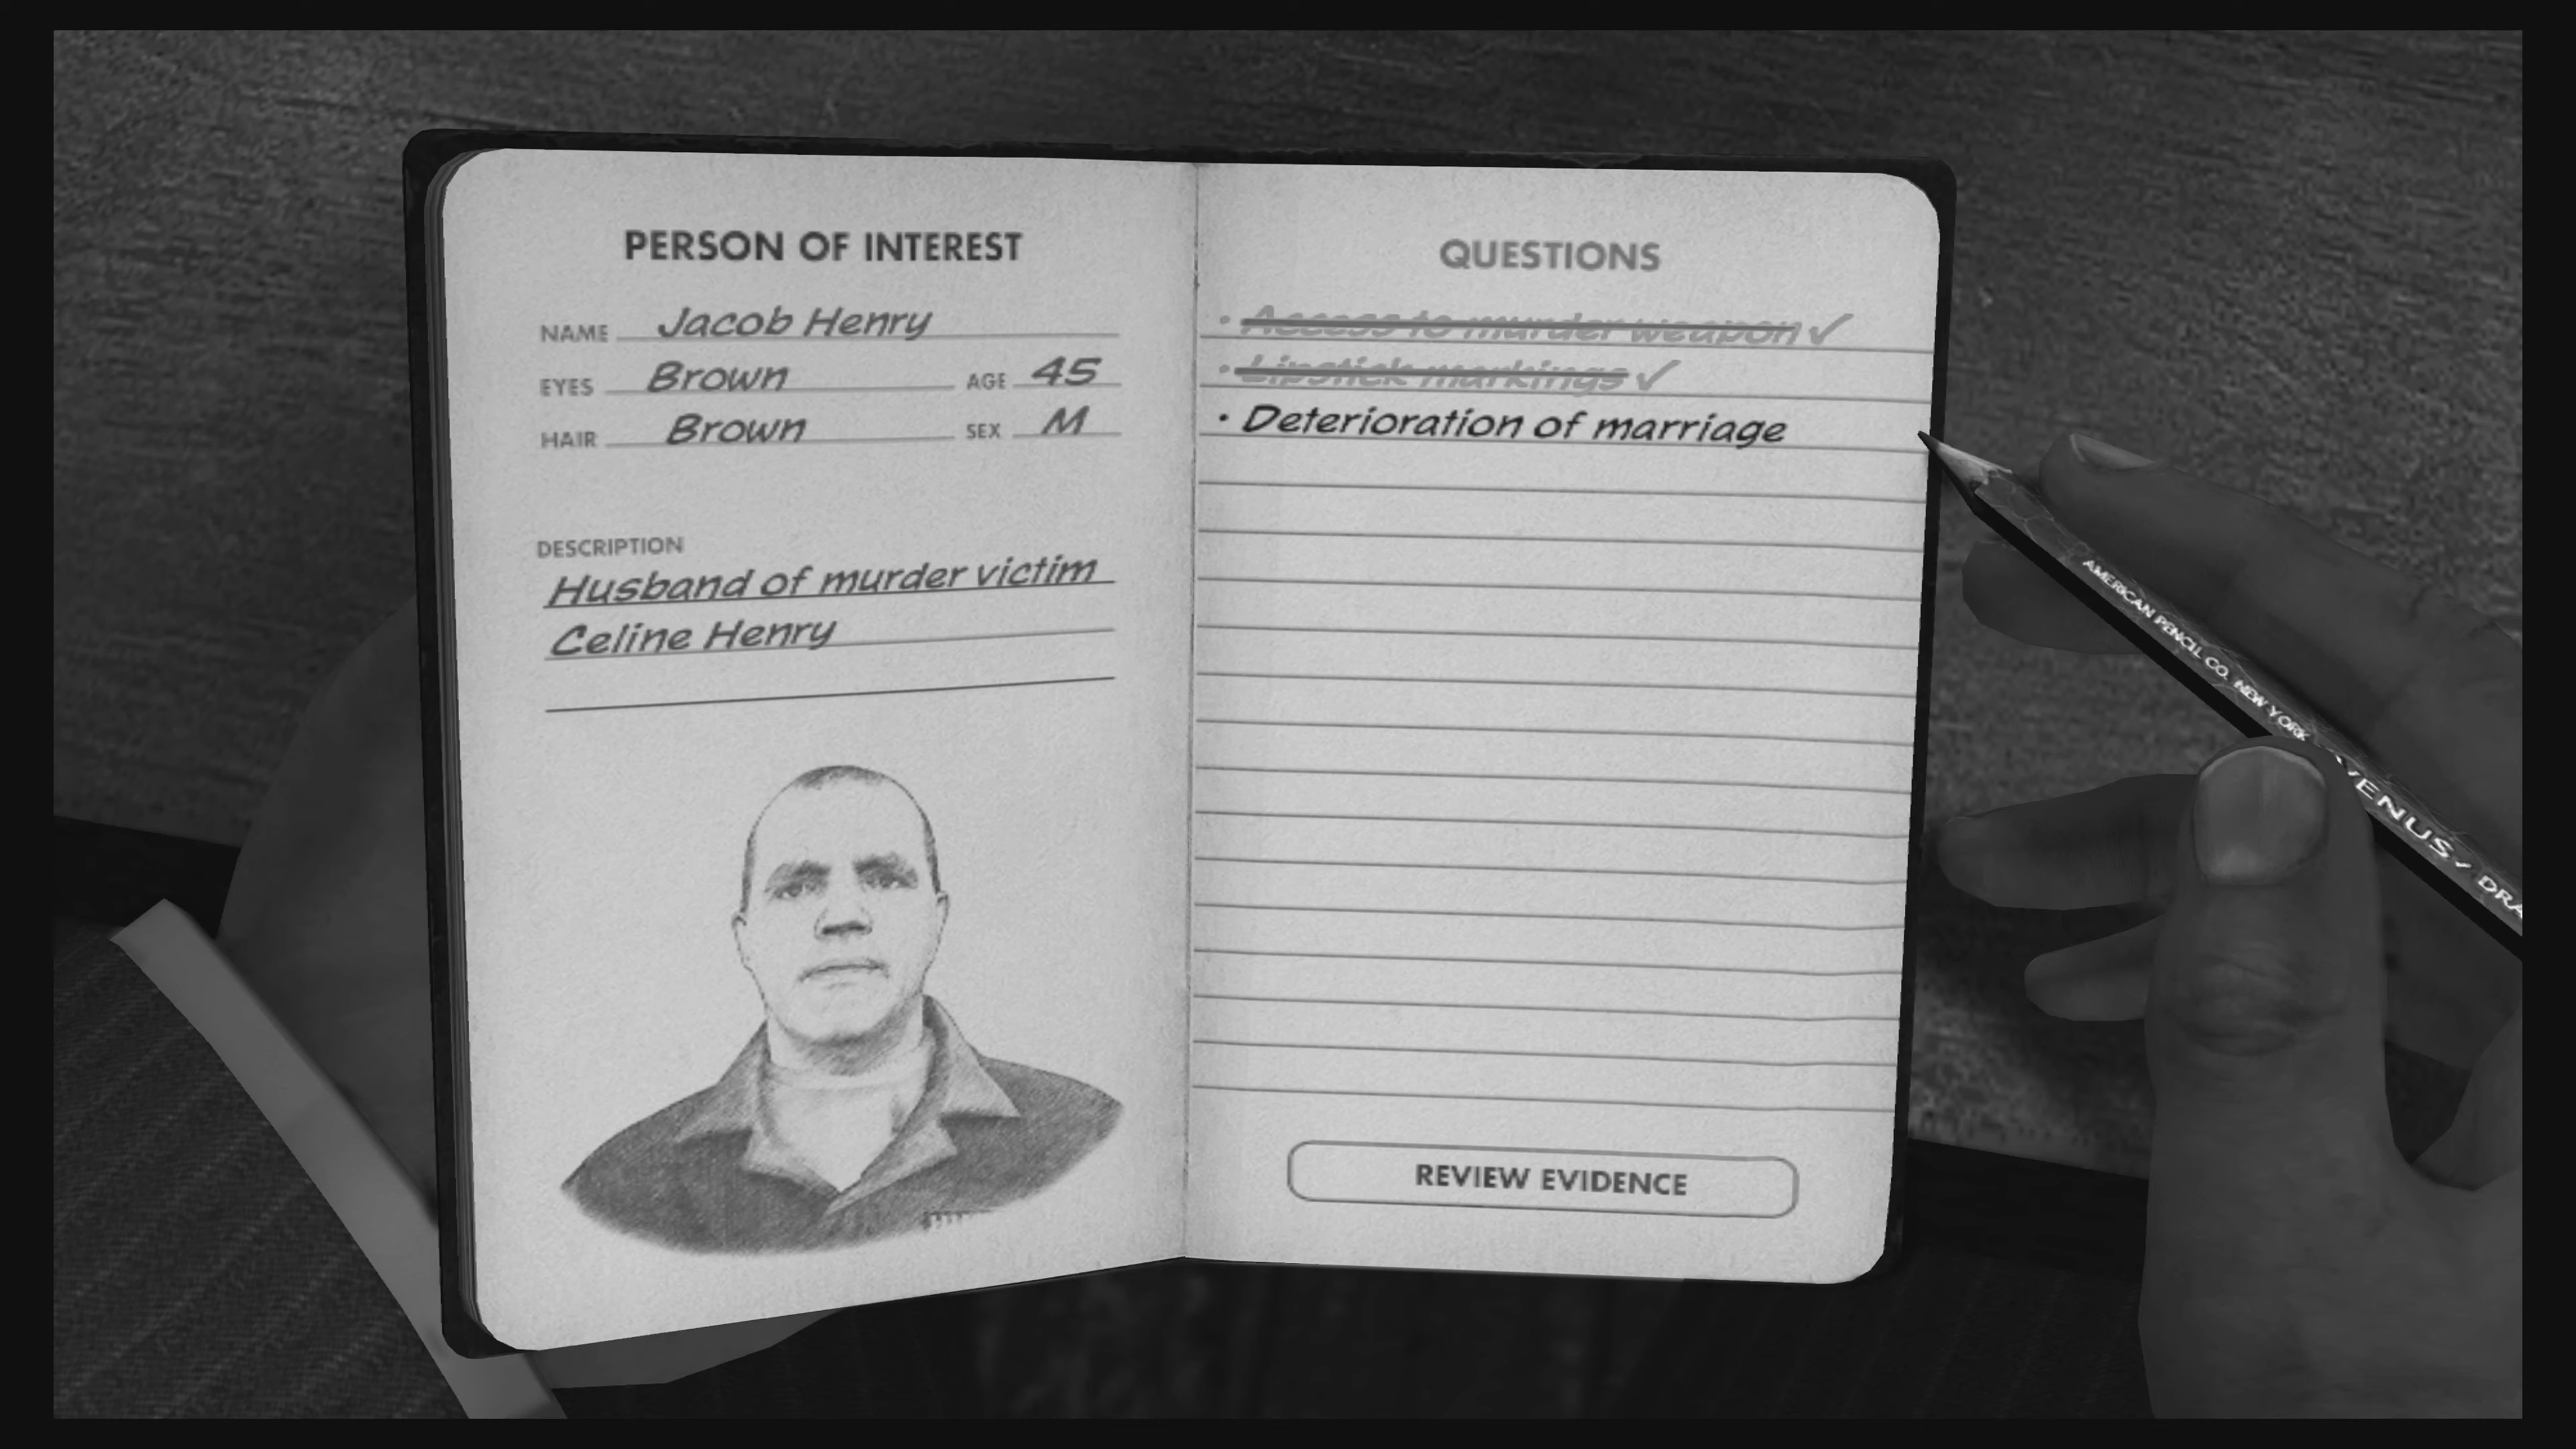 PERSON OF INTEREST
NAME Jacob Henry
EYES Brown AGE 45
HAIR Brown SEX M
DESCRIPTION
Husband of murder victim
Celine Henry
QUESTIONS
• Access to murder weapon ✓
• Lipstick markings ✓
• Deterioration of marriage
REVIEW EVIDENCE
AMERICAN PENCIL CO. NEW YORK VENUS DRA